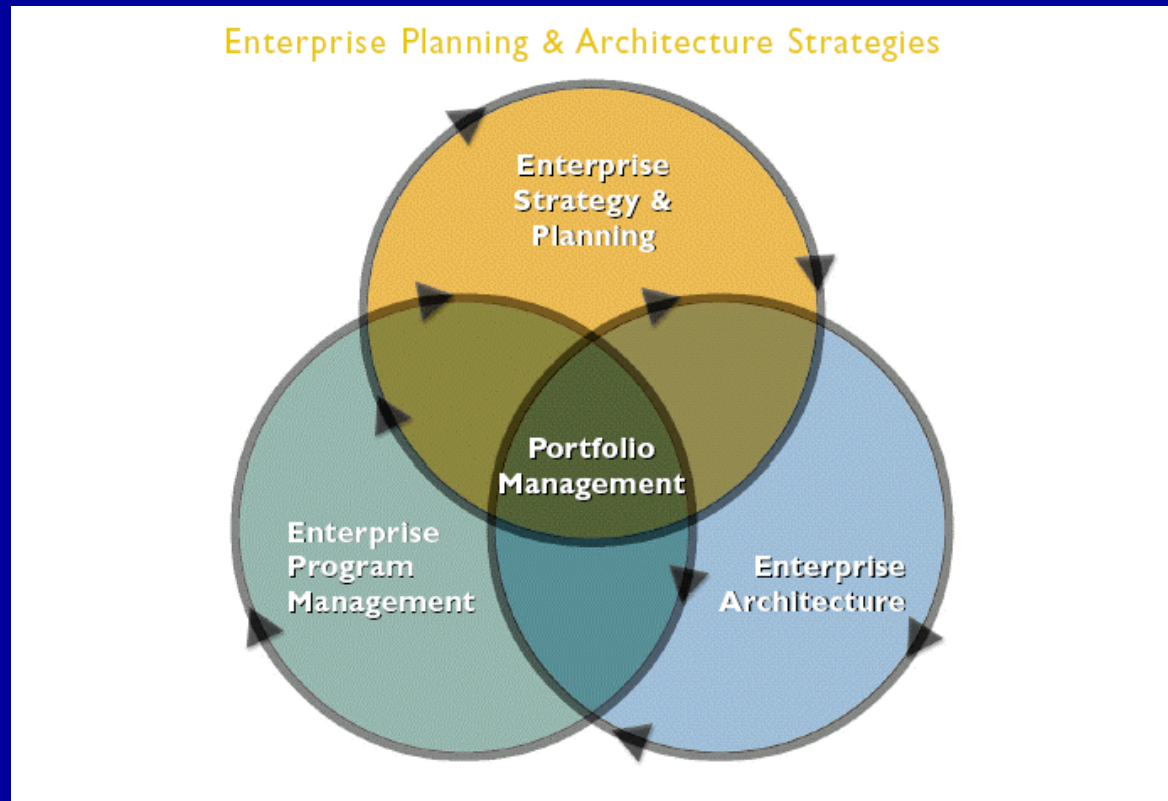 Enterprise Planning & Architecture Strategies
Enterprise
Strategy &
Planning
Portfolio
Management
Enterprise
Program
Management
Enterprise
Architecture